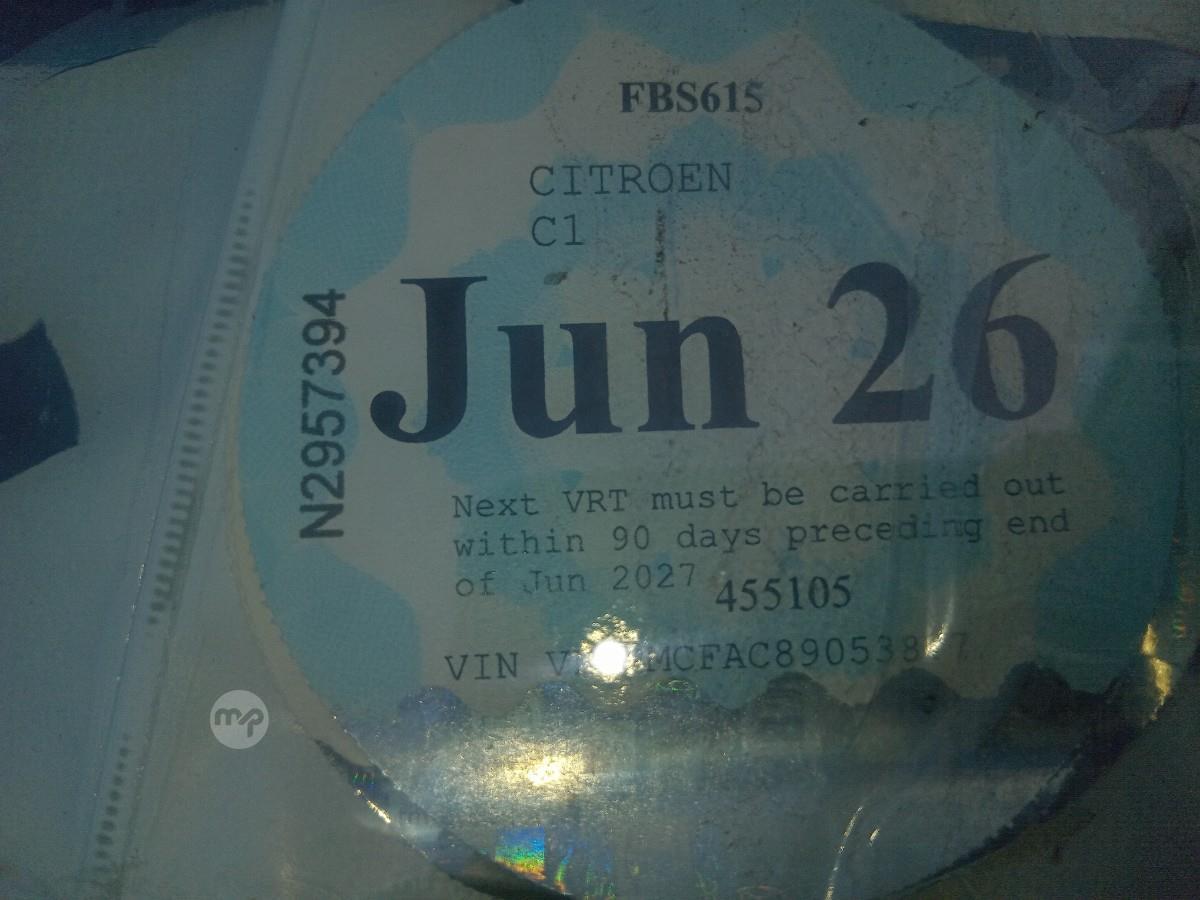 FBS615
CITROEN
C1
Jun 26
N2957394
Next VRT must be carried out
within 90 days preceding end
of Jun 2027
455105
VIN
mp